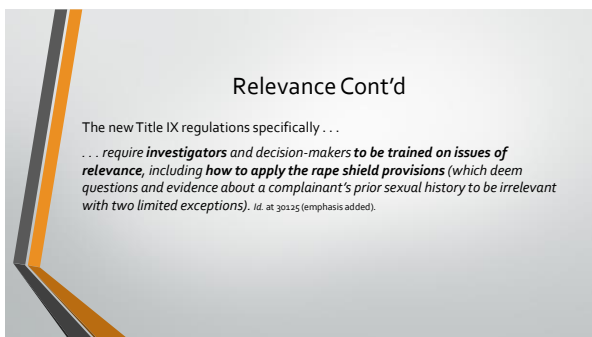 Relevance Cont’d
The new Title IX regulations specifically . . .
. . . require investigators and decision-makers to be trained on issues of
relevance, including how to apply the rape shield provisions (which deem
questions and evidence about a complainant’s prior sexual history to be irrelevant
with two limited exceptions). Id. at 30125 (emphasis added).